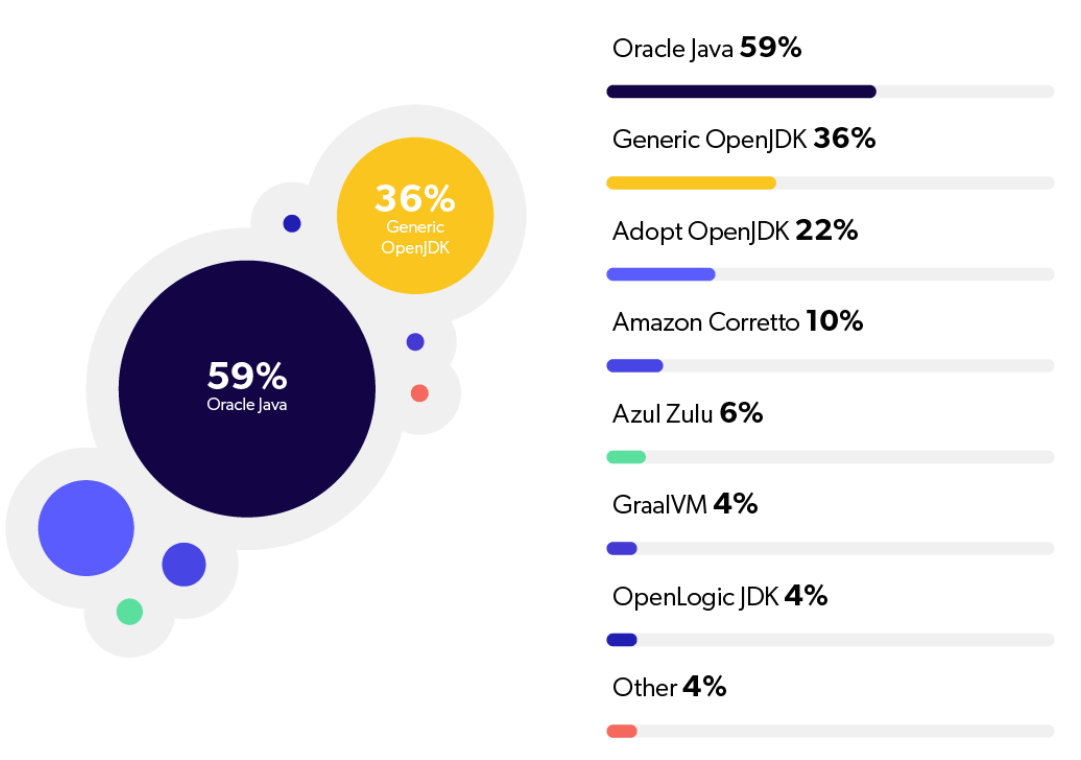 36%
Generic
OpenJDK
59%
Oracle Java
Oracle Java 59%
Generic OpenJDK 36%
Adopt OpenJDK 22%
Amazon Corretto 10%
Azul Zulu 6%
GraalVM 4%
OpenLogic JDK 4%
Other 4%